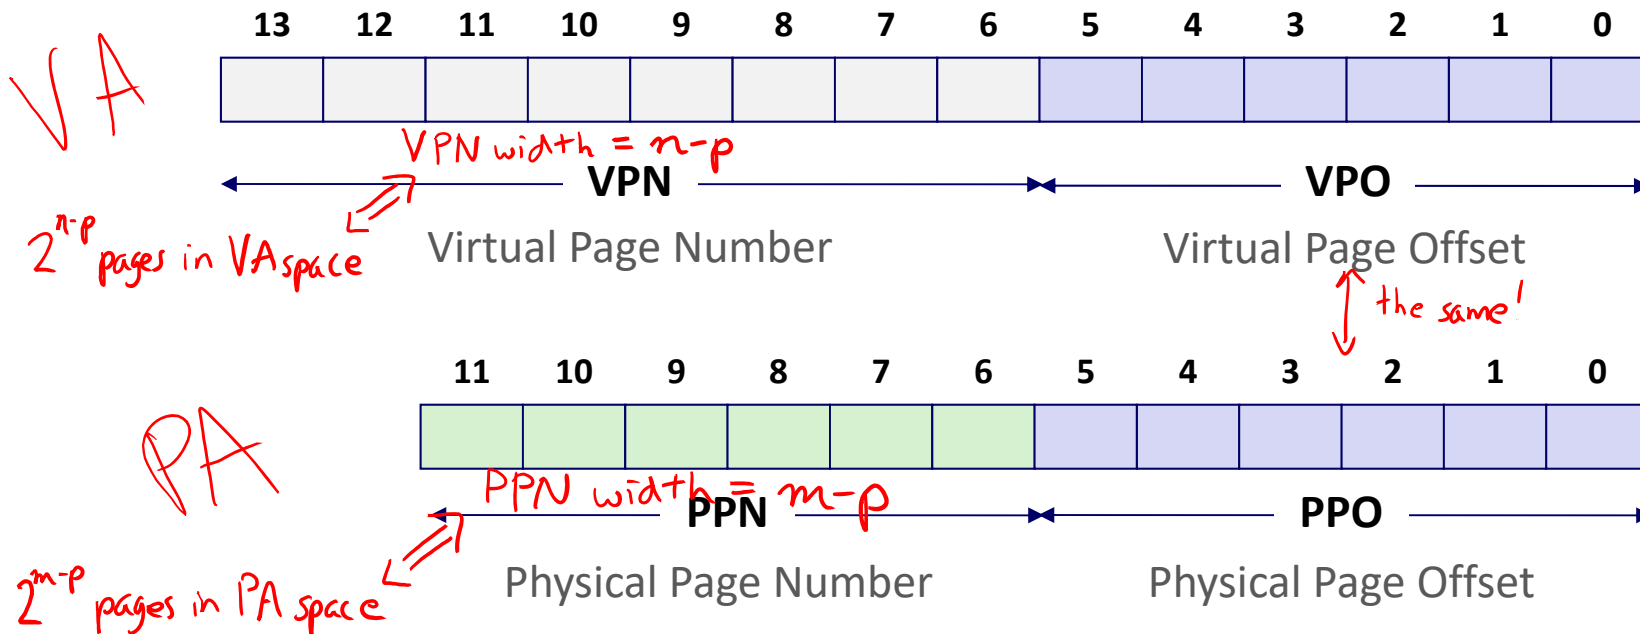 13 12 11 10 9 8 7 6 5 4 3 2 1 0
VA
VPN width = n-p
VPN VPO
2^n-p pages in VA space
Virtual Page Number Virtual Page Offset
the same!
11 10 9 8 7 6 5 4 3 2 1 0
PA
PPN width = m-p
PPN PPO
2^m-p pages in PA space
Physical Page Number Physical Page Offset